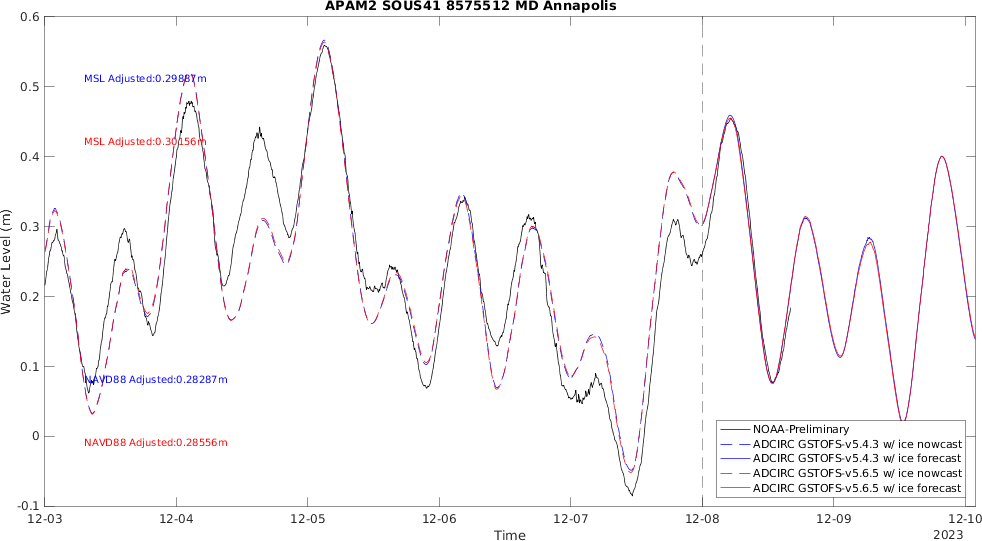 APAM2 SOUS41 8575512 MD Annapolis
0.6
0.5
0.4
0.3
0.2
0.1
0
-0.1
Water Level (m)
MSL Adjusted:0.29887m
MSL Adjusted:0.30156m
NAVD88 Adjusted:0.28287m
NAVD88 Adjusted:0.28556m
NOAA-Preliminary
ADCIRC GSTOFS-v5.4.3 w/ ice nowcast
ADCIRC GSTOFS-v5.4.3 w/ ice forecast
ADCIRC GSTOFS-v5.6.5 w/ ice nowcast
ADCIRC GSTOFS-v5.6.5 w/ ice forecast
12-03 12-04 12-05 12-06 12-07 12-08 12-09 12-10
Time
2023